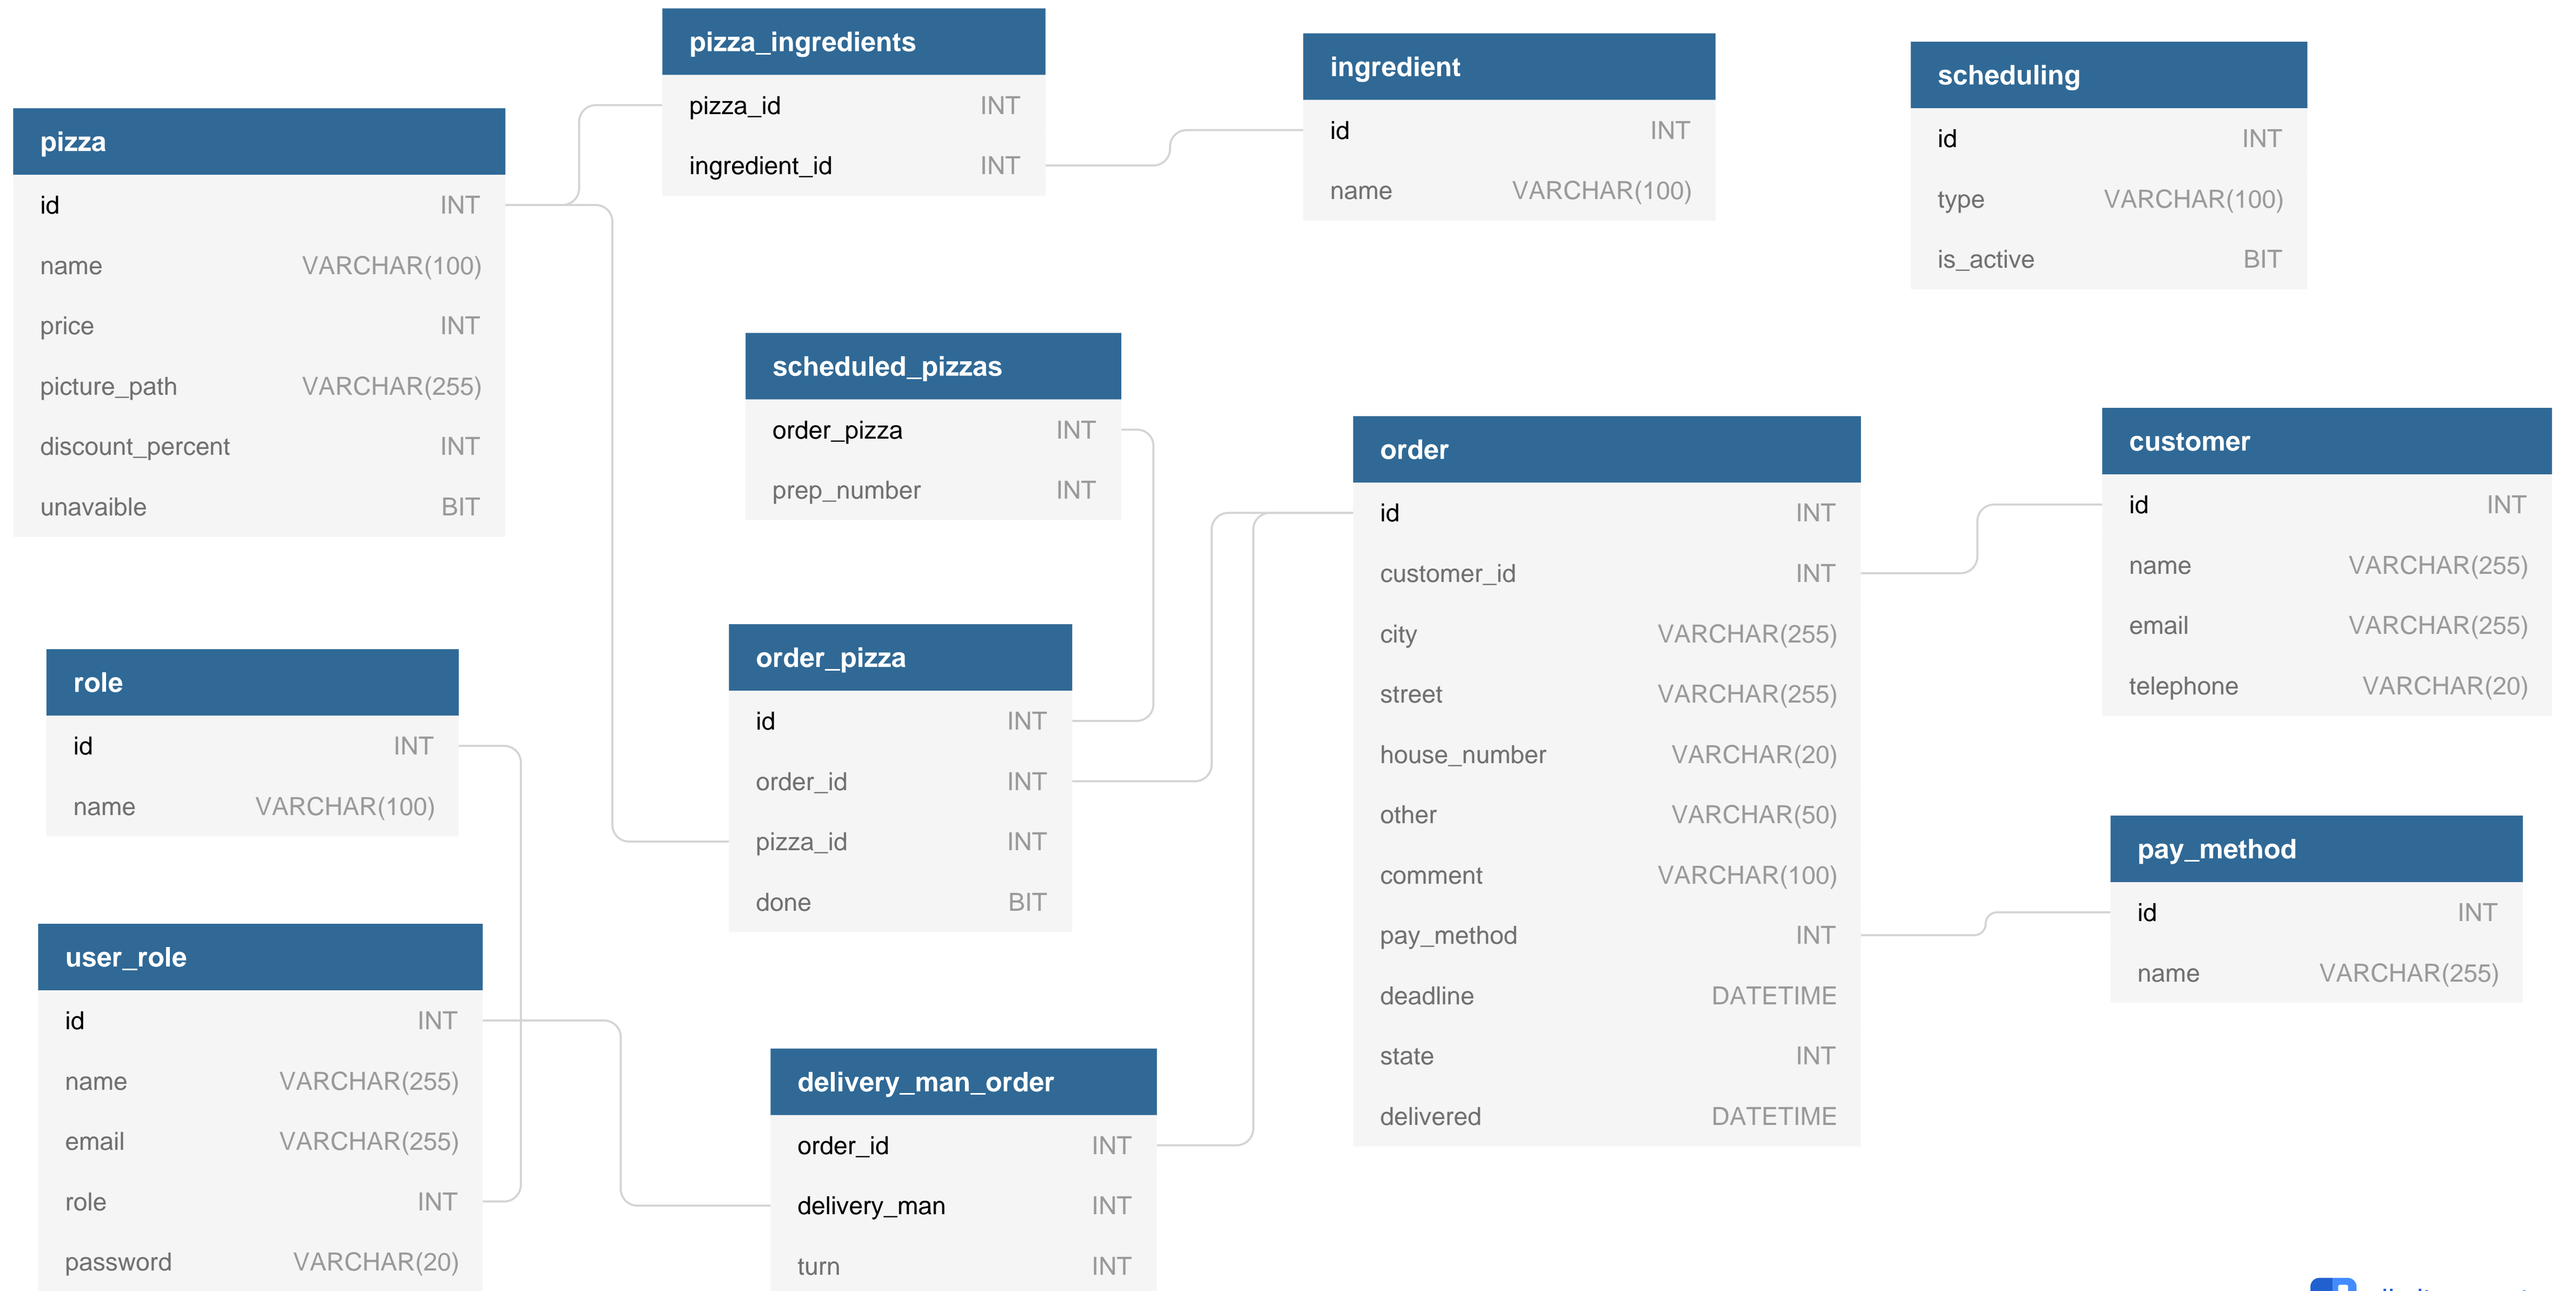 pizza_ingredients
pizza_id INT
ingredient_id INT
ingredient
id INT
name VARCHAR(100)
scheduling
id INT
type VARCHAR(100)
is_active BIT
pizza
id INT
name VARCHAR(100)
price INT
picture_path VARCHAR(255)
discount_percent INT
unavaible BIT
scheduled_pizzas
order_pizza INT
prep_number INT
order
id INT
customer_id INT
city VARCHAR(255)
street VARCHAR(255)
house_number VARCHAR(20)
other VARCHAR(50)
comment VARCHAR(100)
pay_method INT
deadline DATETIME
state INT
delivered DATETIME
customer
id INT
name VARCHAR(255)
email VARCHAR(255)
telephone VARCHAR(20)
role
id INT
name VARCHAR(100)
order_pizza
id INT
order_id INT
pizza_id INT
done BIT
pay_method
id INT
name VARCHAR(255)
user_role
id INT
name VARCHAR(255)
email VARCHAR(255)
role INT
password VARCHAR(20)
delivery_man_order
order_id INT
delivery_man INT
turn INT